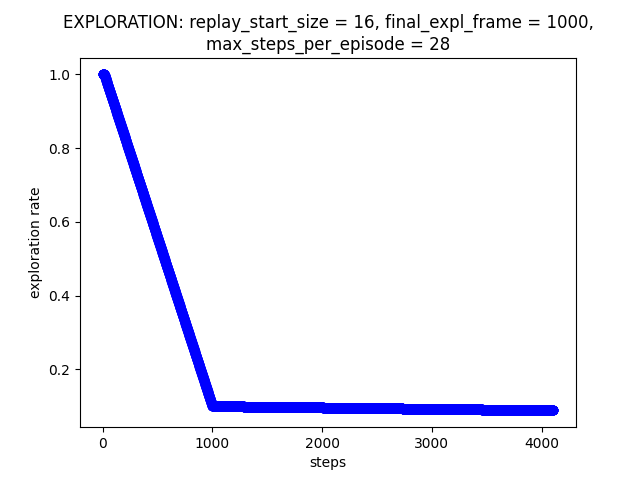 EXPLORATION: replay_start_size = 16, final_expl_frame = 1000,
max_steps_per_episode = 28
1.0
0.8
0.6
0.4
0.2
exploration rate
0
1000
2000
3000
4000
steps